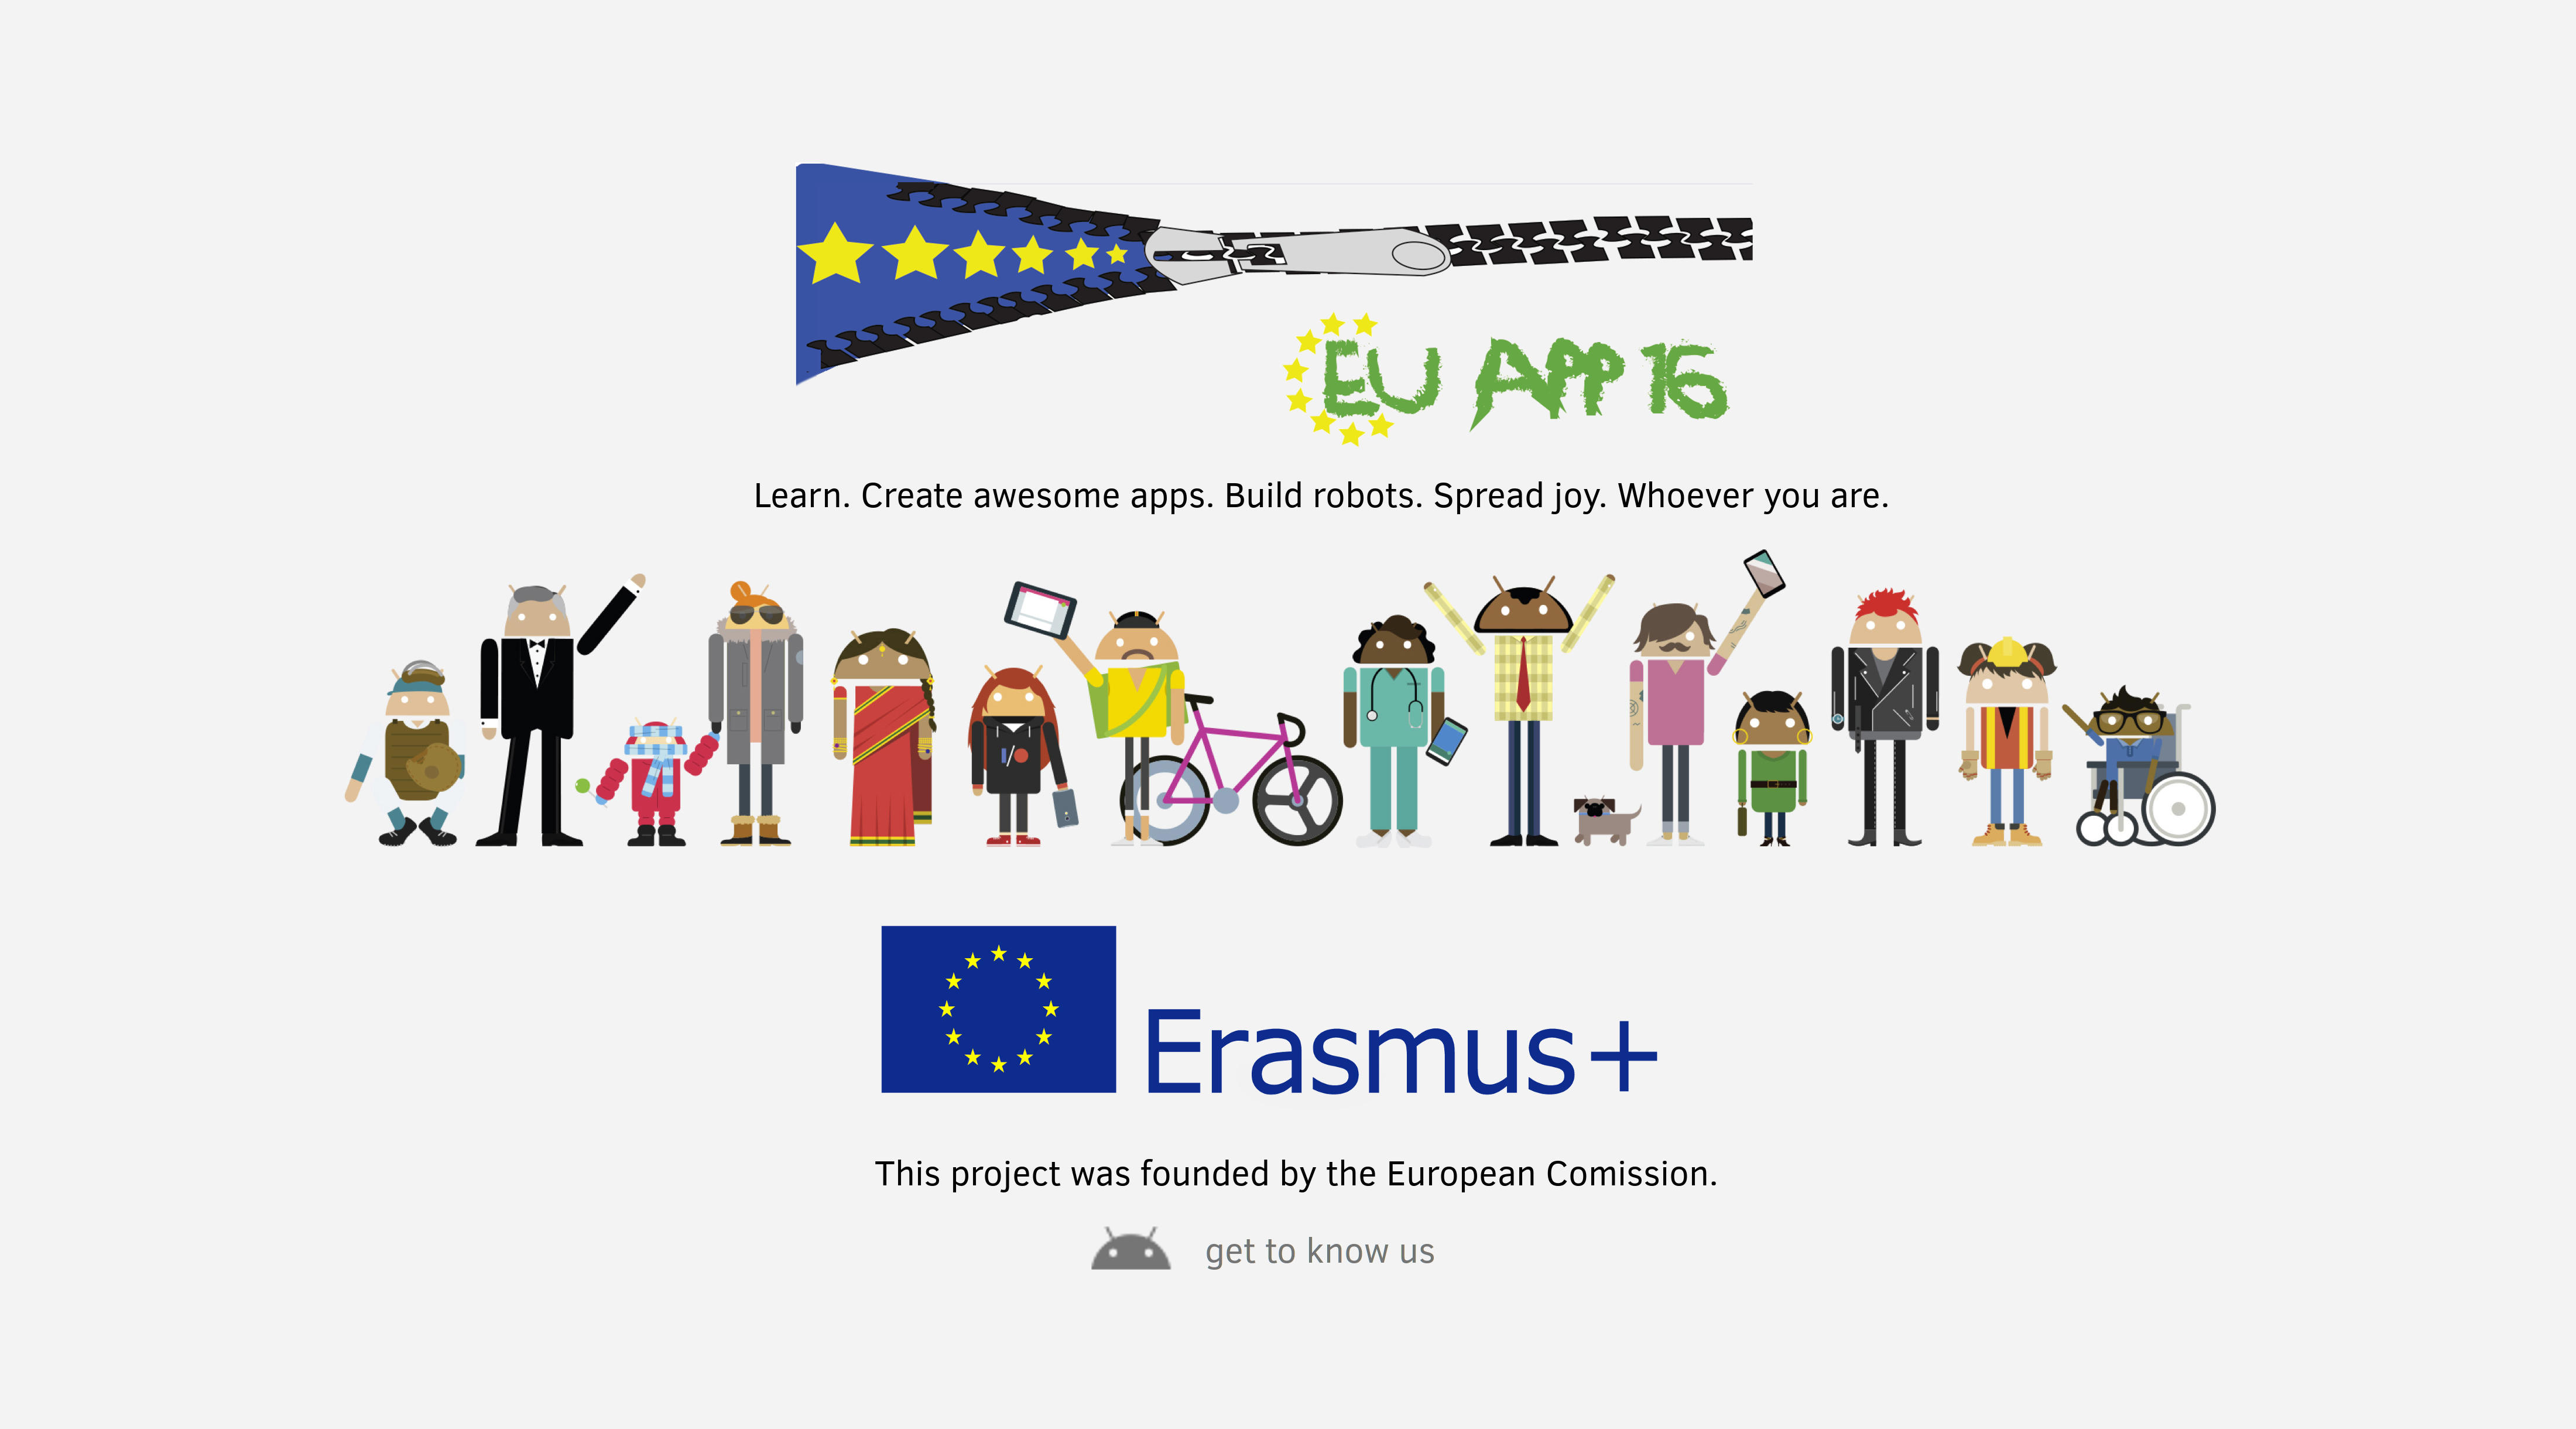 EU APP 16
Learn. Create awesome apps. Build robots. Spread joy. Whoever you are.
Erasmus+
This project was founded by the European Comission.
get to know us